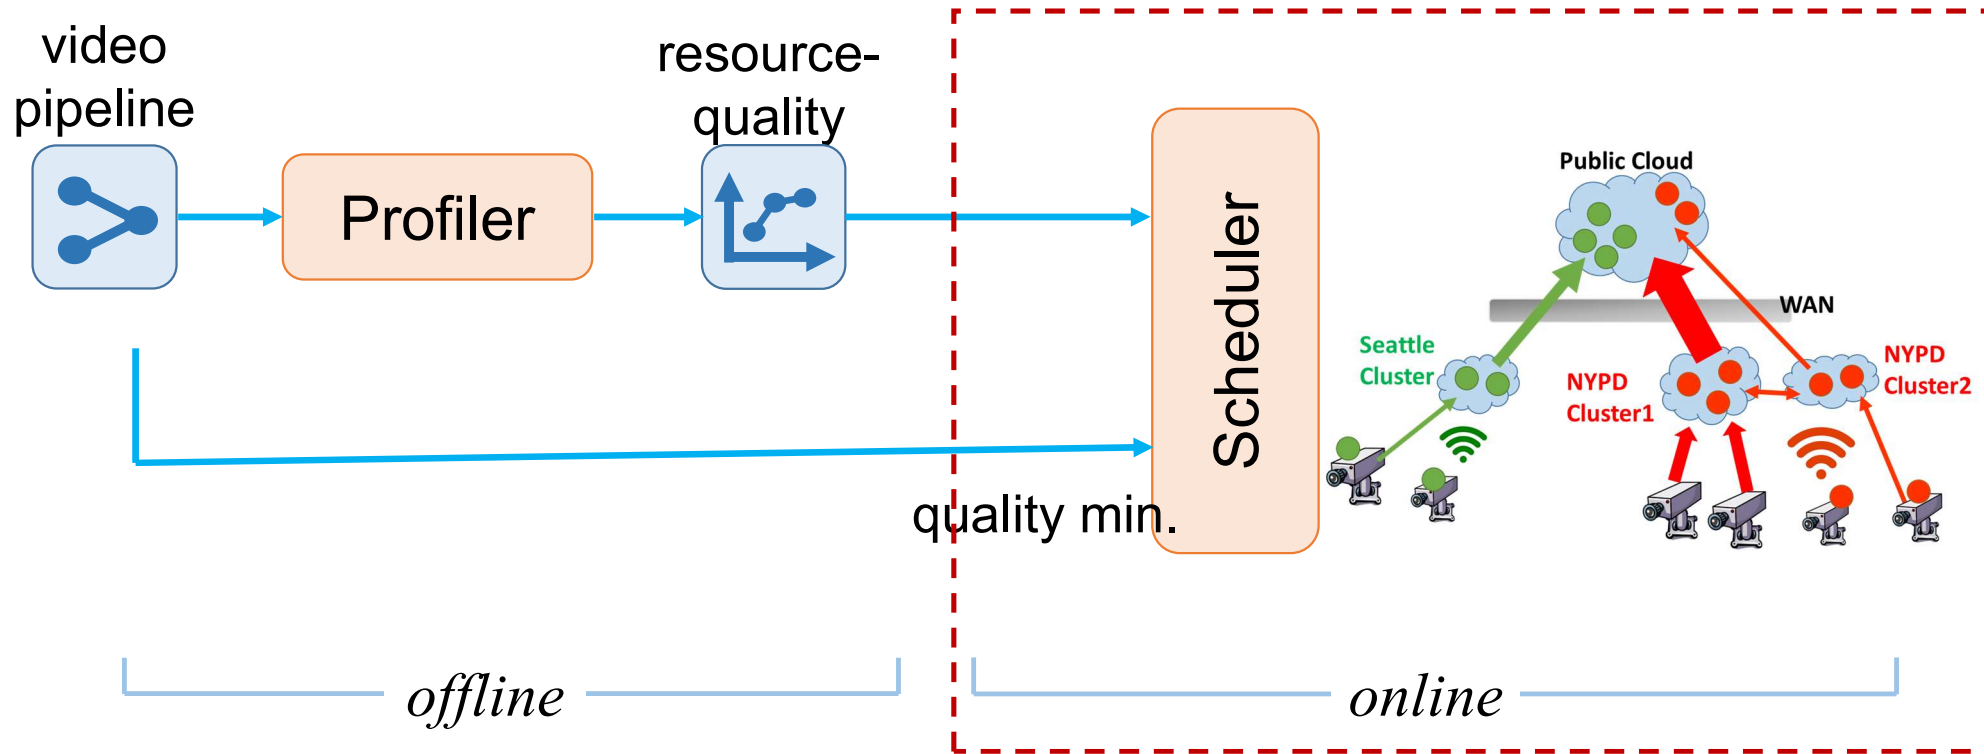 video
pipeline
resource-
quality
Profiler
Scheduler
quality min.
Public Cloud
WAN
Seattle
Cluster
NYPD
Cluster1
NYPD
Cluster2
offline
online